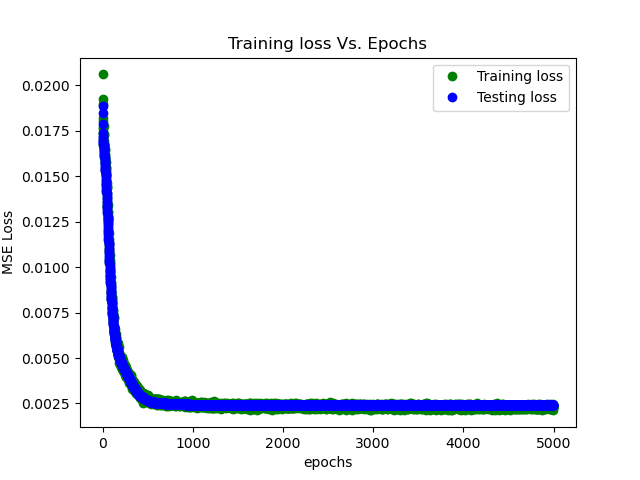 Training loss Vs. Epochs
Training loss
Testing loss
0.0200
0.0175
0.0150
0.0125
0.0100
0.0075
0.0050
0.0025
MSE Loss
0 1000 2000 3000 4000 5000
epochs